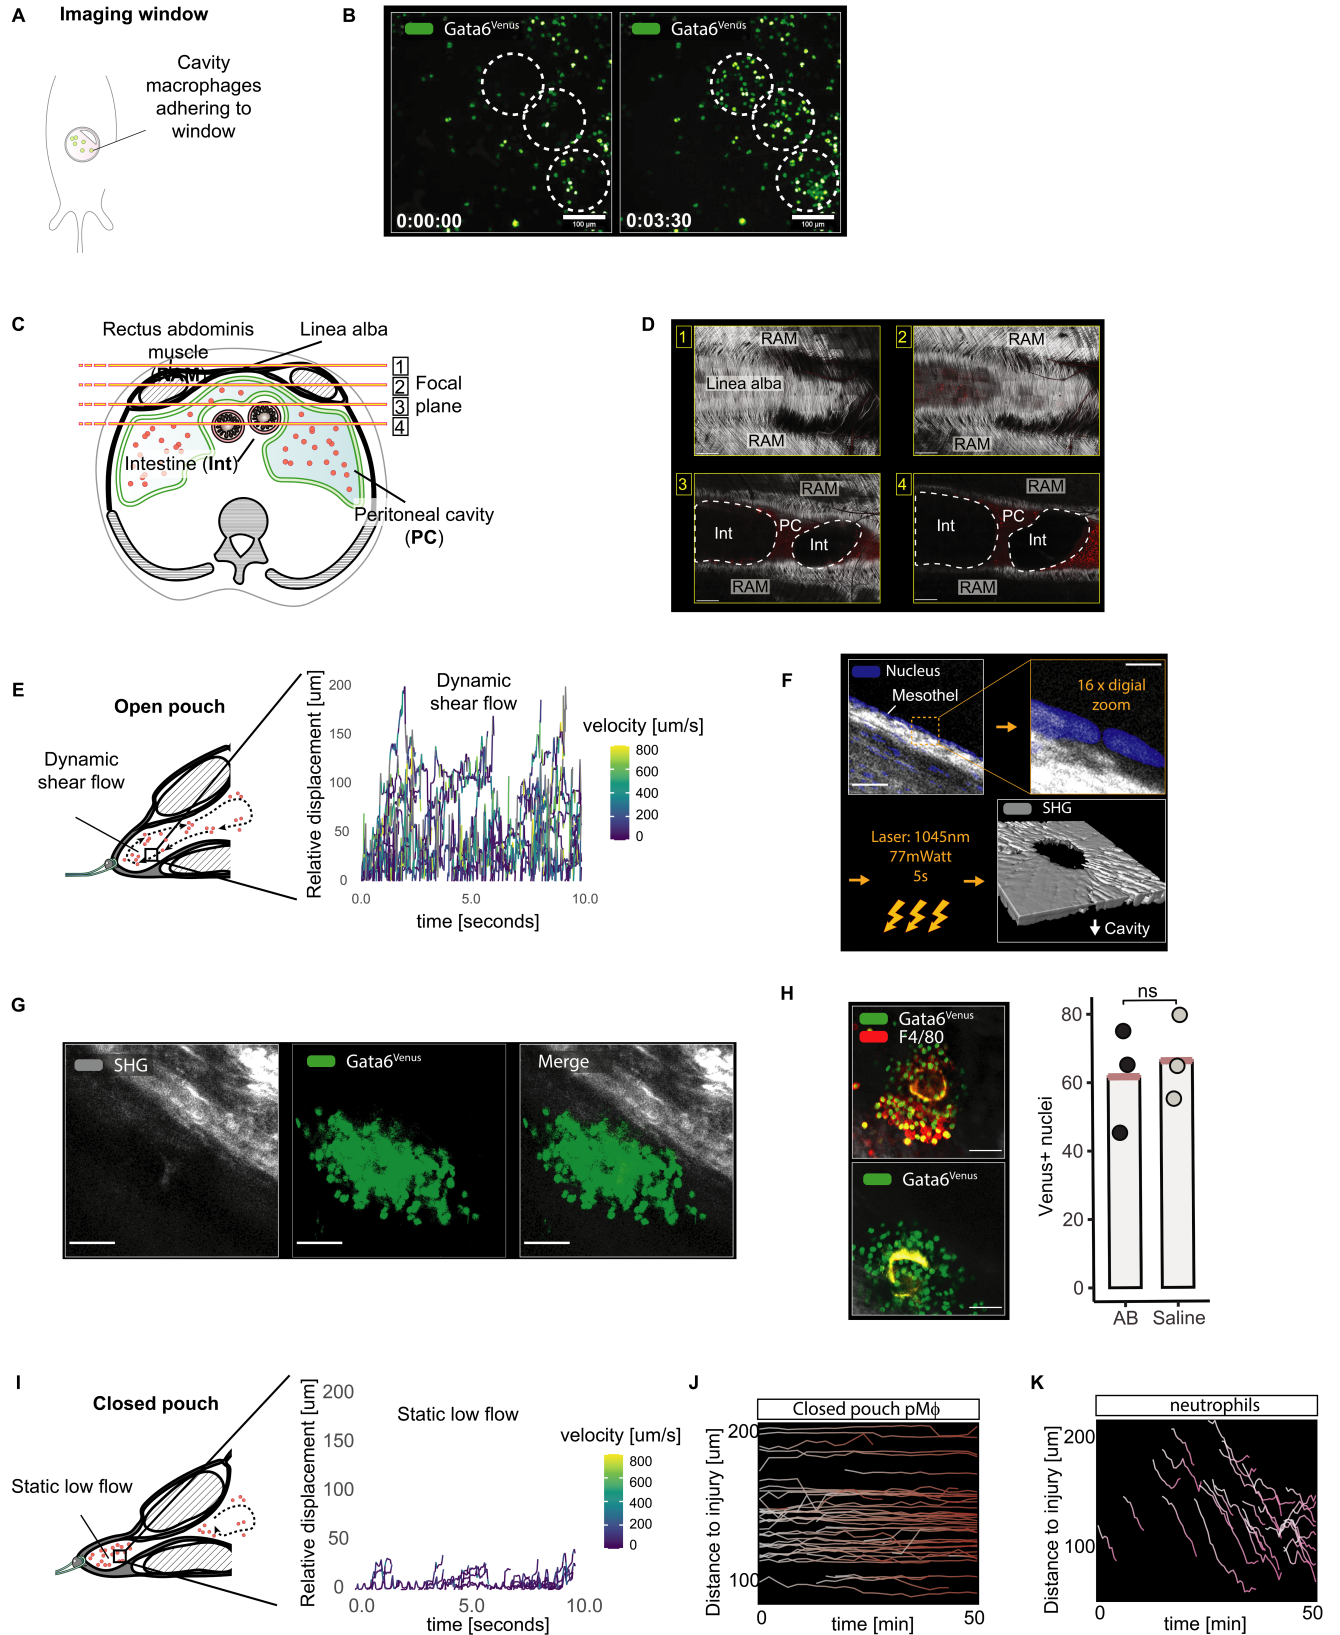 A
Imaging window
Cavity
macrophages
adhering to
window
B
Gata6Venus
Gata6Venus
0:00:00
100 µm
0:03:30
100 µm
C
Rectus abdominis
muscle
(RAM)
Linea alba
1
2
3
4
Focal
plane
Intestine (Int)
Peritoneal cavity
(PC)
D
1
RAM
Linea alba
RAM
2
RAM
RAM
3
RAM
PC
Int
Int
RAM
4
RAM
PC
Int
Int
RAM
E
Open pouch
Dynamic
shear flow
Relative displacement [um]
200
150
100
50
0
0.0
5.0
10.0
time [seconds]
Dynamic
shear flow
velocity [um/s]
800
600
400
200
0
F
Nucleus
Mesothel
16 x digial
zoom
Laser: 1045nm
77mWatt
5s
SHG
Cavity
G
SHG
Gata6Venus
Merge
H
Gata6Venus
F4/80
Gata6Venus
Venus+ nuclei
80
60
40
20
0
ns
AB
Saline
I
Closed pouch
Static low flow
Relative displacement [um]
200
150
100
50
0
0.0
5.0
10.0
time [seconds]
Static low flow
velocity [um/s]
800
600
400
200
0
J
Closed pouch pMϕ
Distance to injury [um]
200
100
0
50
time [min]
K
neutrophils
Distance to injury [um]
200
100
0
50
time [min]